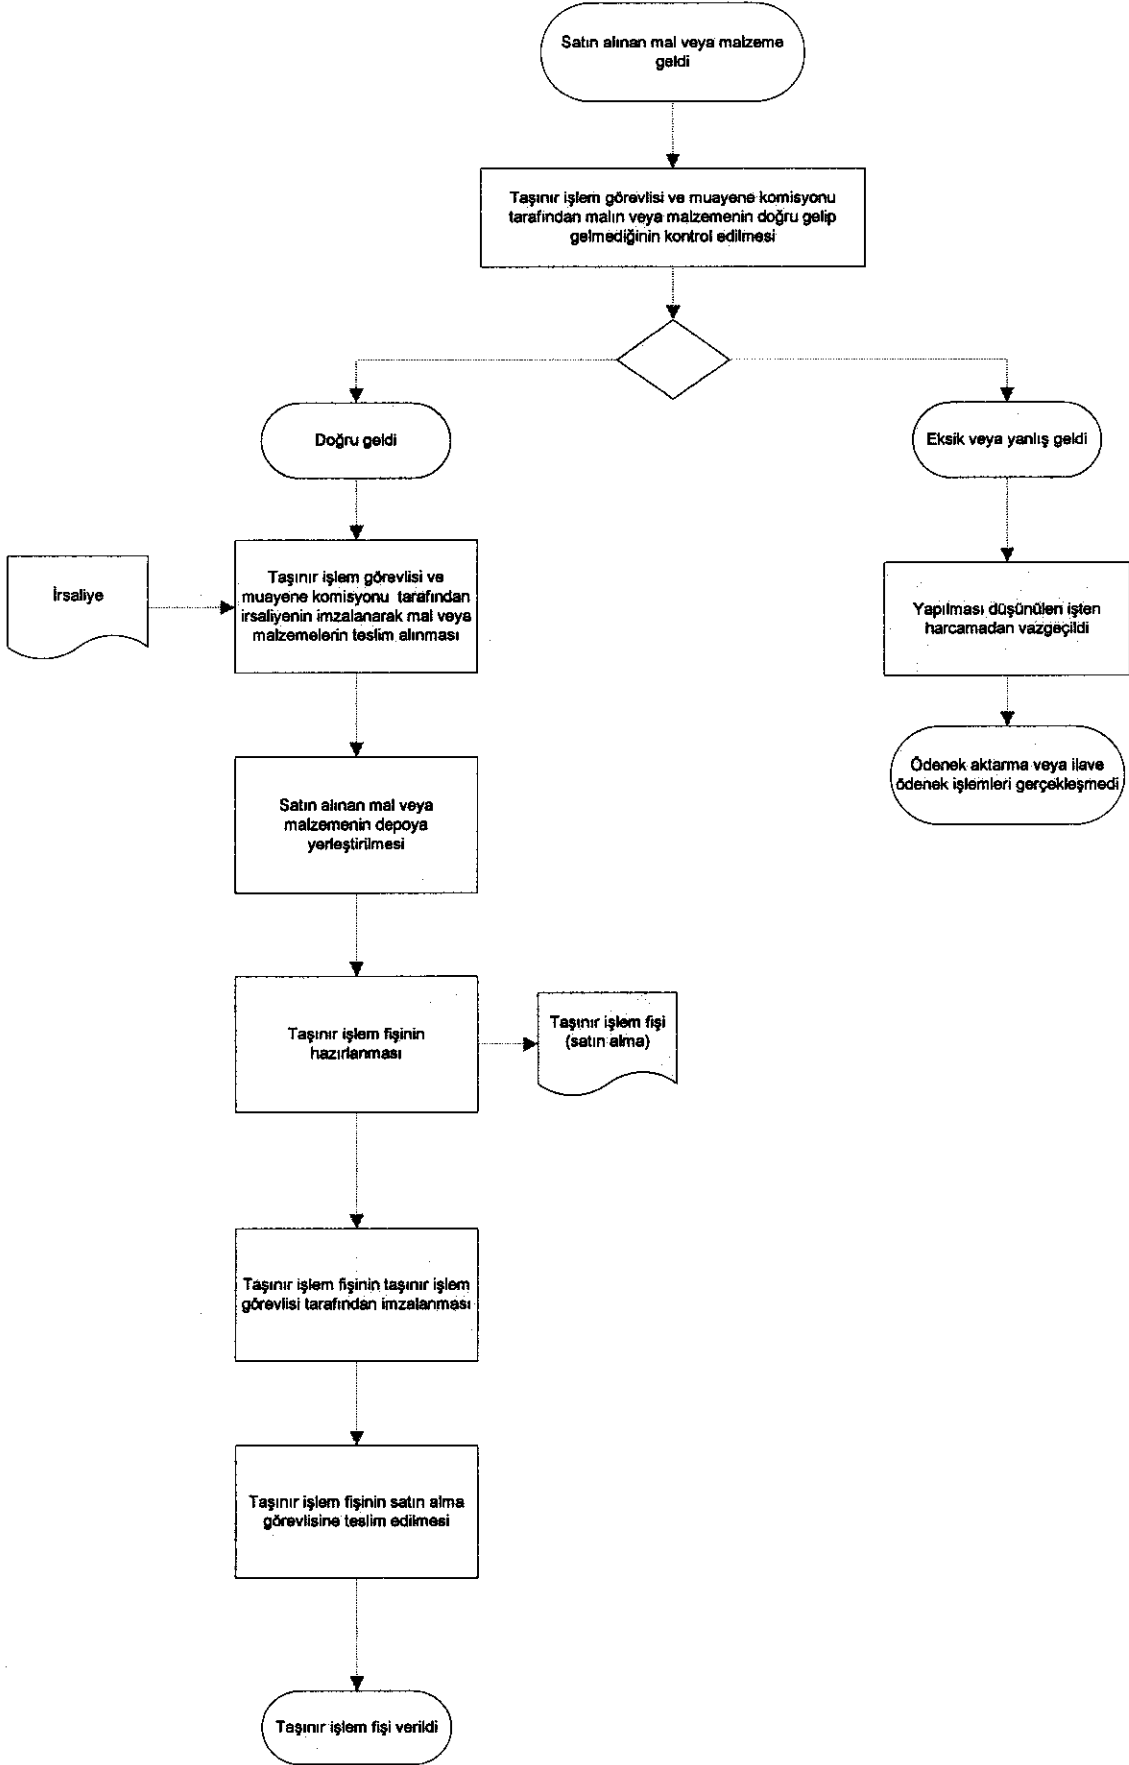 Satın alınan mal veya malzeme
geldi
Taşınır işlem görevlisi ve muayene komisyonu
tarafından malın veya malzemenin doğru gelip
gelmediğinin kontrol edilmesi
Doğru geldi
Eksik veya yanlış geldi
İrsaliye
Taşınır işlem görevlisi ve
muayene komisyonu tarafından
irsaliyenin imzalanarak mal veya
malzemelerin teslim alınması
Yapılması düşünülen işten
harcamadan vazgeçildi
Ödenek aktarma veya ilave
ödenek işlemleri gerçekleşmedi
Satın alınan mal veya
malzemenin depoya
yerleştirilmesi
Taşınır işlem fişinin
hazırlanması
Taşınır işlem fişi
(satın alma)
Taşınır işlem fişinin taşınır işlem
görevlisi tarafından imzalanması
Taşınır işlem fişinin satın alma
görevlisine teslim edilmesi
Taşınır işlem fişi verildi